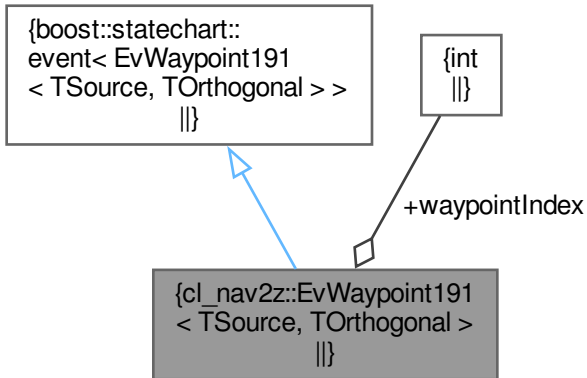 {boost::statechart::
event< EvWaypoint191
< TSource, TOrthogonal > >
||}
{int
||}
+waypointIndex
{cl_nav2z::EvWaypoint191
< TSource, TOrthogonal >
||}